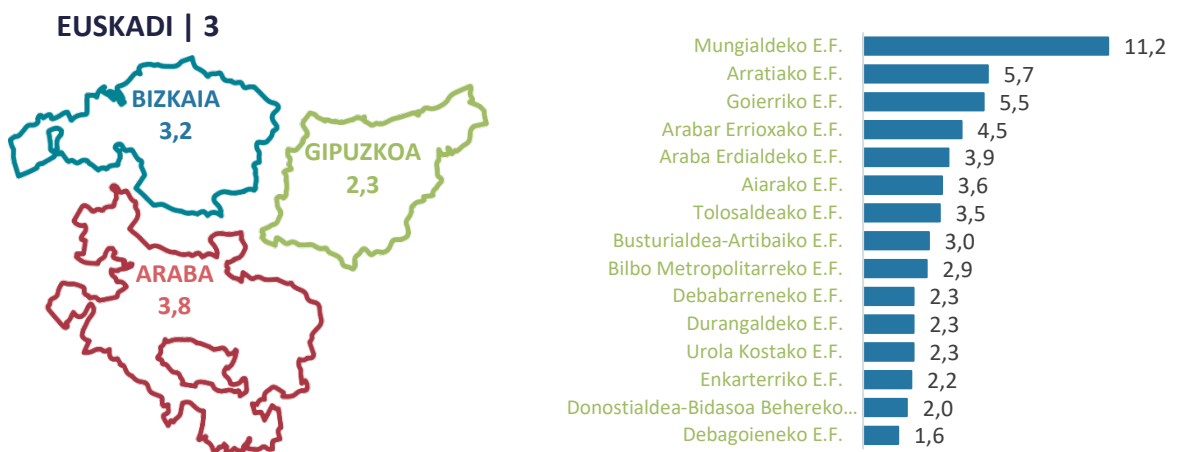 EUSKADI | 3
BIZKAIA
3,2
GIPUZKOA
2,3
ARABA
3,8
Mungialdeko E.F. 11,2
Arratiako E.F. 5,7
Goierriko E.F. 5,5
Arabar Errioxako E.F. 4,5
Araba Erdialdeko E.F. 3,9
Aiarako E.F. 3,6
Tolosaldeako E.F. 3,5
Busturialdea-Artibaiko E.F. 3,0
Bilbo Metropolitarreko E.F. 2,9
Debabarreneko E.F. 2,3
Durangaldeko E.F. 2,3
Urola Kostako E.F. 2,3
Enkarterriko E.F. 2,2
Donostialdea-Bidasoa Behereko… 2,0
Debagoieneko E.F. 1,6